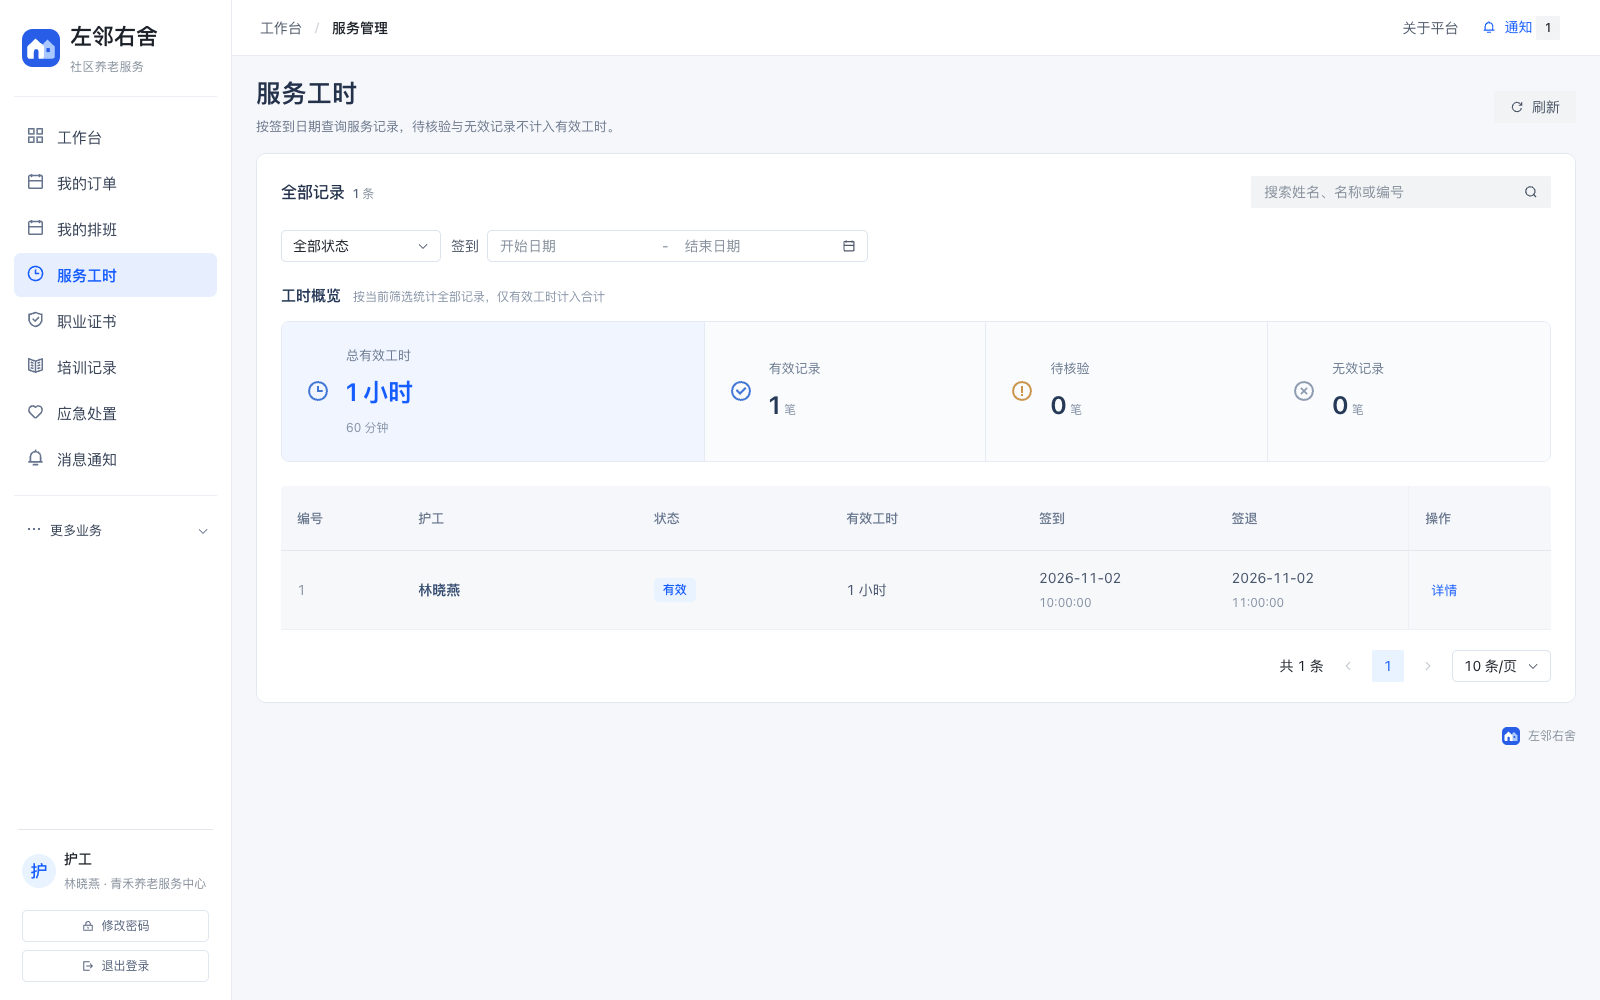 左邻右舍
社区养老服务
工作台
我的订单
我的排班
服务工时
职业证书
培训记录
应急处置
消息通知
更多业务
护
护工
林晓燕 · 青禾养老服务中心
修改密码
退出登录
工作台 / 服务管理
关于平台 通知 1
服务工时
按签到日期查询服务记录，待核验与无效记录不计入有效工时。
刷新
全部记录 1 条
搜索姓名、名称或编号
全部状态 签到 开始日期 - 结束日期
工时概览 按当前筛选统计全部记录，仅有效工时计入合计
总有效工时
1 小时
60 分钟
有效记录
1 笔
待核验
0 笔
无效记录
0 笔
编号 护工 状态 有效工时 签到 签退 操作
1 林晓燕 有效 1 小时 2026-11-02 2026-11-02 详情
10:00:00 11:00:00
共 1 条 1 10 条/页
左邻右舍